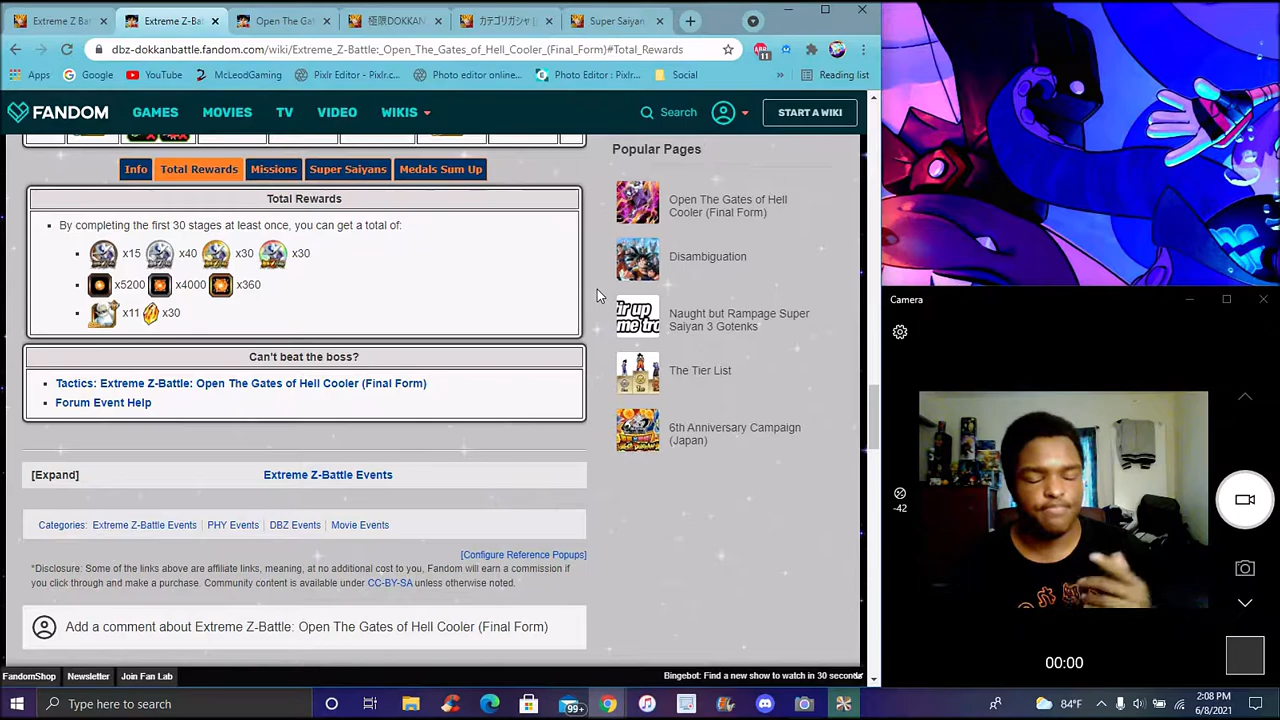 Extreme Z Bat
Extreme Z-Bat
Open The Gat
極限DOKKAN
カテゴリガシャ
Super Saiyan
dbz-dokkanbattle.fandom.com/wiki/Extreme_Z-Battle:_Open_The_Gates_of_Hell_Cooler_(Final_Form)#Total_Rewards
ABP
11
Apps
Google
YouTube
McLeodGaming
Pixlr Editor - Pixlr.c...
Photo editor online...
Photo Editor : Pixlr...
Social
»
Reading list
FANDOM
GAMES
MOVIES
TV
VIDEO
WIKIS
Search
START A WIKI
Info
Total Rewards
Missions
Super Saiyans
Medals Sum Up
Total Rewards
By completing the first 30 stages at least once, you can get a total of:
x15 x40 x30 x30
x5200 x4000 x360
x11 x30
Can't beat the boss?
Tactics: Extreme Z-Battle: Open The Gates of Hell Cooler (Final Form)
Forum Event Help
[Expand]
Extreme Z-Battle Events
Categories: Extreme Z-Battle Events | PHY Events | DBZ Events | Movie Events
[Configure Reference Popups]
*Disclosure: Some of the links above are affiliate links, meaning, at no additional cost to you, Fandom will earn a commission if
you click through and make a purchase. Community content is available under CC-BY-SA unless otherwise noted.
Add a comment about Extreme Z-Battle: Open The Gates of Hell Cooler (Final Form)
Popular Pages
Open The Gates of Hell
Cooler (Final Form)
Disambiguation
Naught but Rampage Super
Saiyan 3 Gotenks
The Tier List
6th Anniversary Campaign
(Japan)
FandomShop
Newsletter
Join Fan Lab
Bingebot: Find a new show to watch in 30 seconds
Camera
-42
00:00
Type here to search
99+
84°F
2:08 PM
6/8/2021